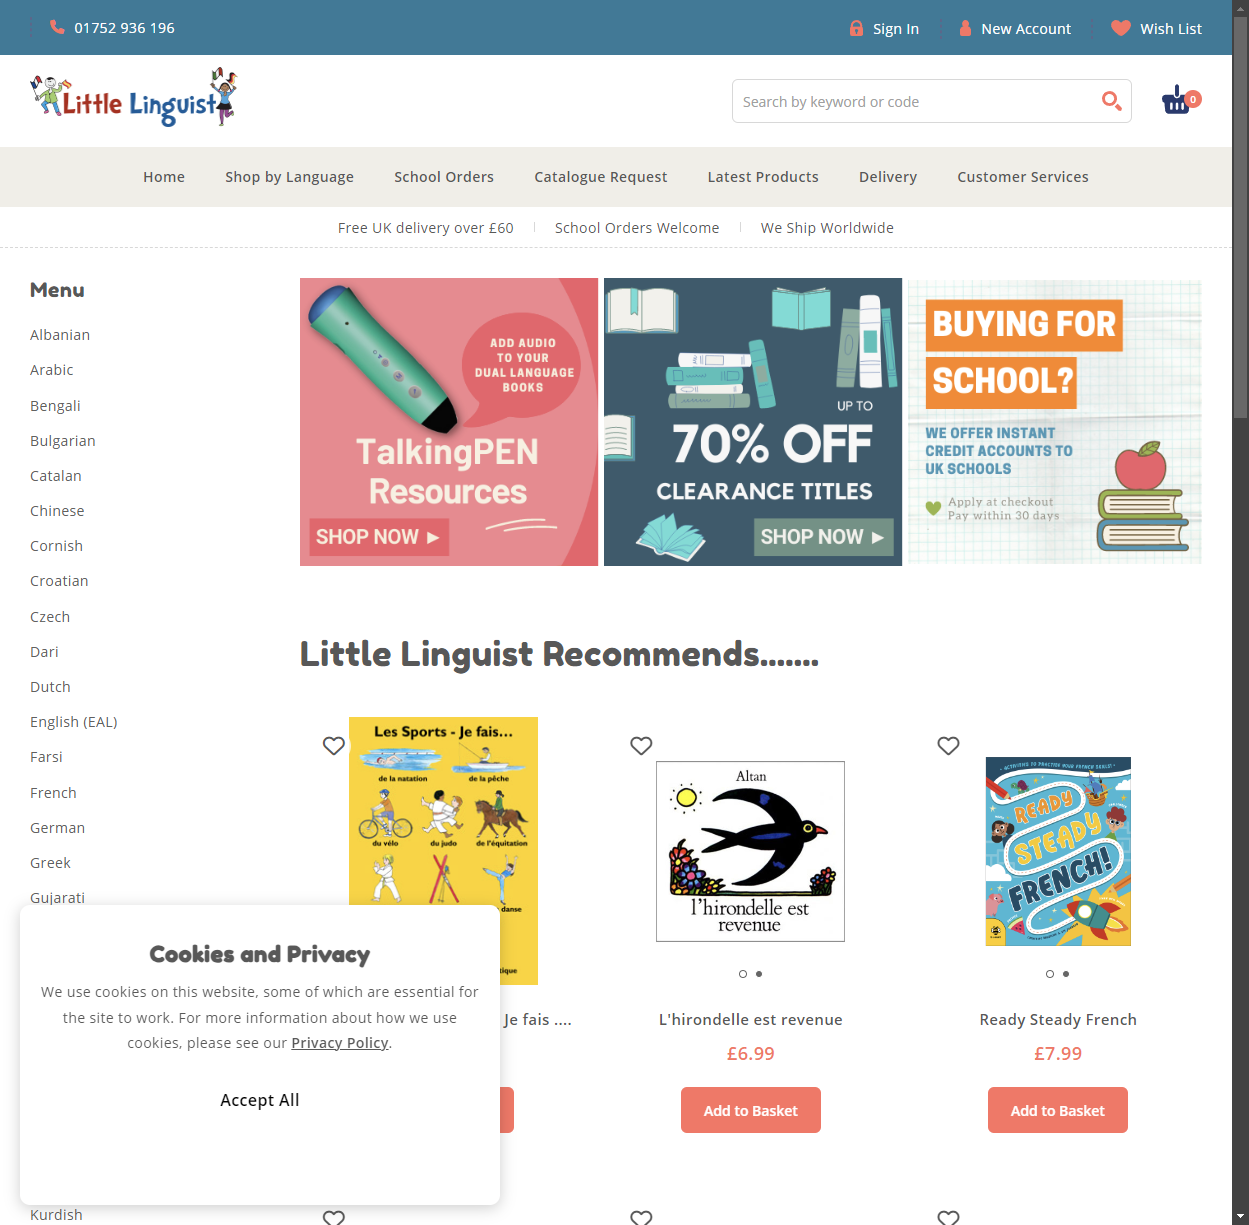 01752 936 196
Sign In
New Account
Wish List
Little Linguist
Search by keyword or code
0
Home
Shop by Language
School Orders
Catalogue Request
Latest Products
Delivery
Customer Services
Free UK delivery over £60
School Orders Welcome
We Ship Worldwide
Menu
Albanian
Arabic
Bengali
Bulgarian
Catalan
Chinese
Cornish
Croatian
Czech
Dari
Dutch
English (EAL)
Farsi
French
German
Greek
Gujarati
Kurdish
ADD AUDIO
TO YOUR
DUAL LANGUAGE
BOOKS
TalkingPEN
Resources
SHOP NOW ►
UP TO
70% OFF
CLEARANCE TITLES
SHOP NOW ►
BUYING FOR
SCHOOL?
WE OFFER INSTANT
CREDIT ACCOUNTS TO
UK SCHOOLS
Apply at checkout
Pay within 30 days
Little Linguist Recommends.......
Les Sports - Je fais...
de la natation
de la pêche
du vélo
du judo
de l'équitation
danse
tique
Je fais ....
Altan
l'hirondelle est
revenue
L'hirondelle est revenue
£6.99
Add to Basket
• ACTIVITIES TO PRACTISE YOUR FRENCH SKILLS! •
READY
STEADY
FRENCH!
Ready Steady French
£7.99
Add to Basket
Cookies and Privacy
We use cookies on this website, some of which are essential for
the site to work. For more information about how we use
cookies, please see our Privacy Policy.
Accept All